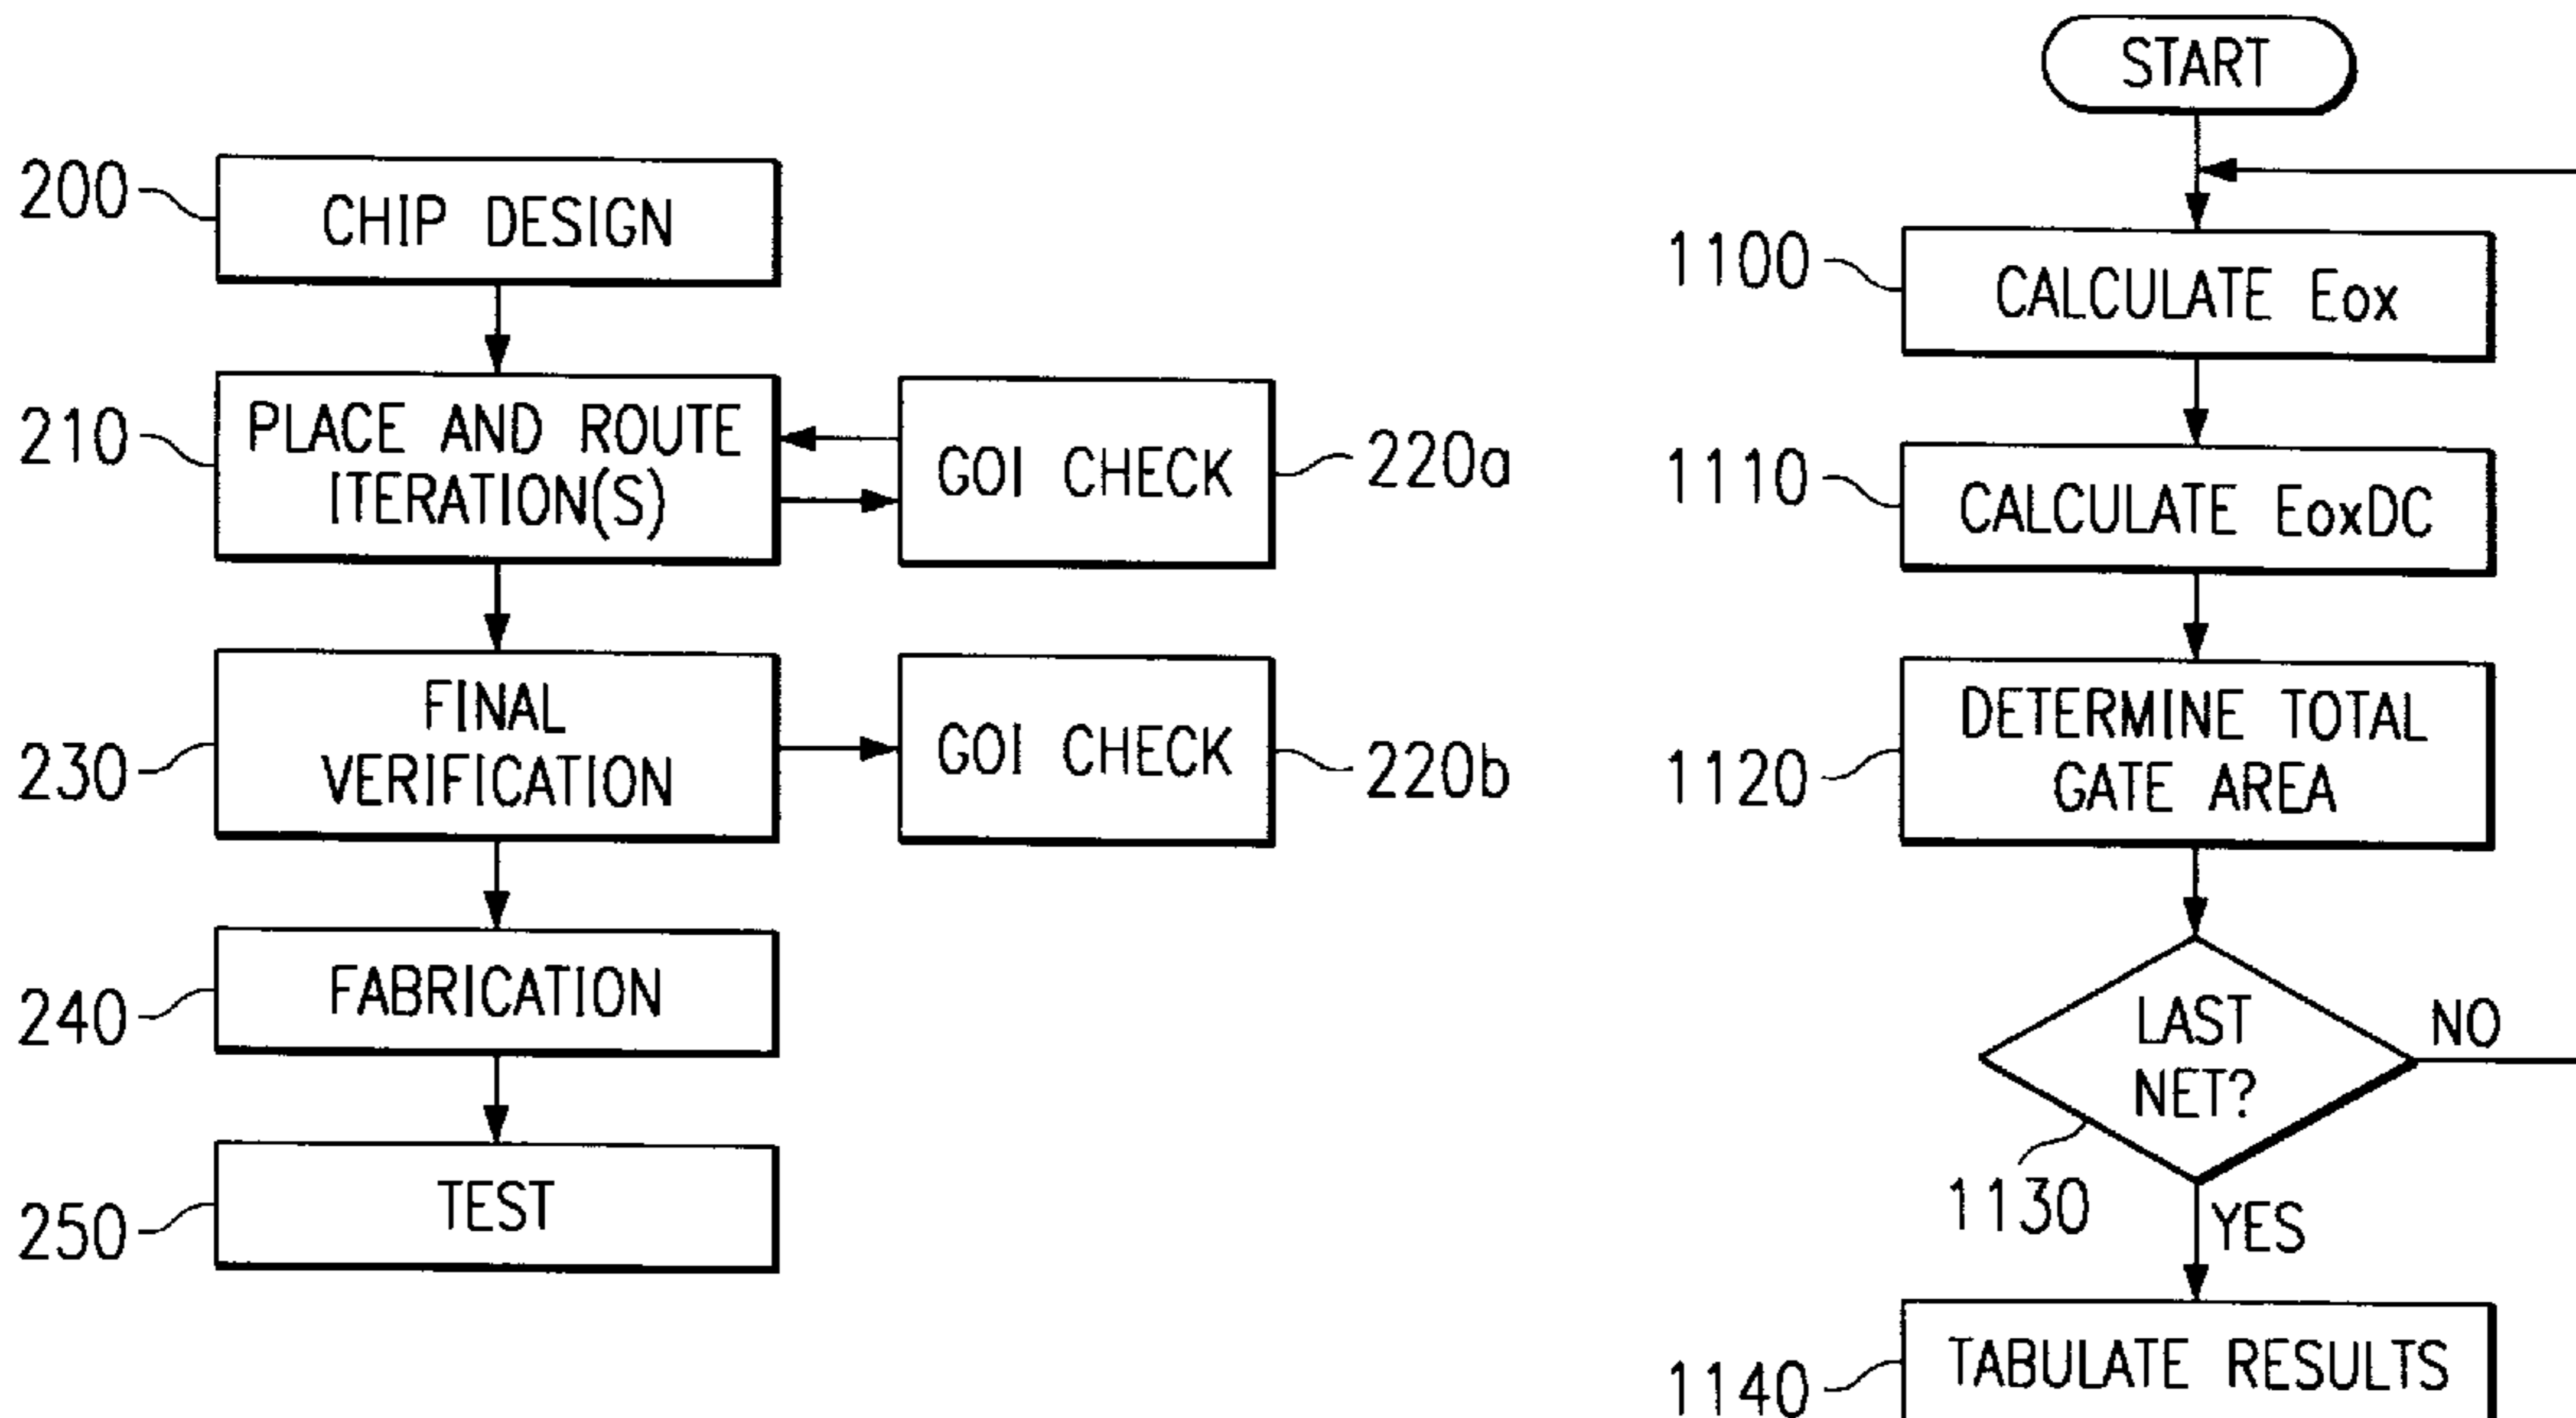 200
CHIP DESIGN
210
PLACE AND ROUTE
ITERATION(S)
GOI CHECK
220a
230
FINAL
VERIFICATION
GOI CHECK
220b
240
FABRICATION
250
TEST
START
1100
CALCULATE Eox
1110
CALCULATE EoxDC
1120
DETERMINE TOTAL
GATE AREA
LAST
NET?
NO
1130
YES
1140
TABULATE RESULTS